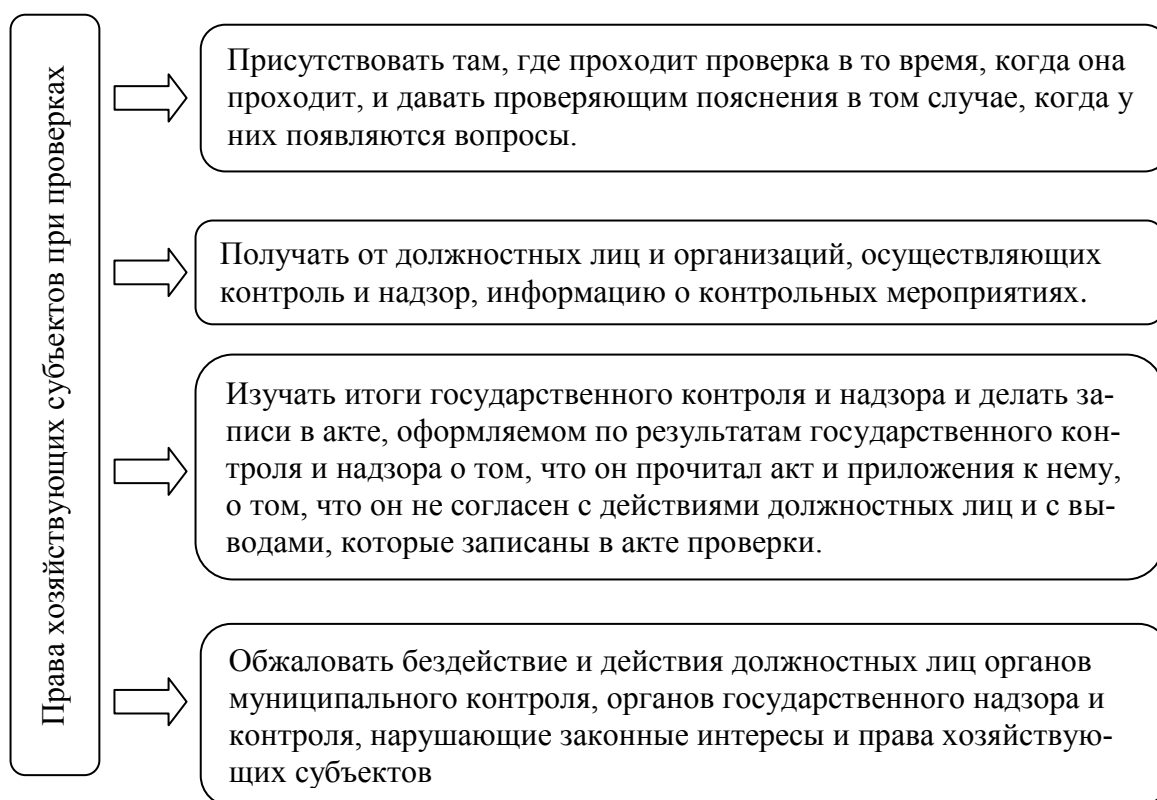 Права хозяйствующих субъектов при проверках
Присутствовать там, где проходит проверка в то время, когда она
проходит, и давать проверяющим пояснения в том случае, когда у
них появляются вопросы.
Получать от должностных лиц и организаций, осуществляющих
контроль и надзор, информацию о контрольных мероприятиях.
Изучать итоги государственного контроля и надзора и делать за-
писи в акте, оформляемом по результатам государственного кон-
троля и надзора о том, что он прочитал акт и приложения к нему,
о том, что он не согласен с действиями должностных лиц и с вы-
водами, которые записаны в акте проверки.
Обжаловать бездействие и действия должностных лиц органов
муниципального контроля, органов государственного надзора и
контроля, нарушающие законные интересы и права хозяйствую-
щих субъектов